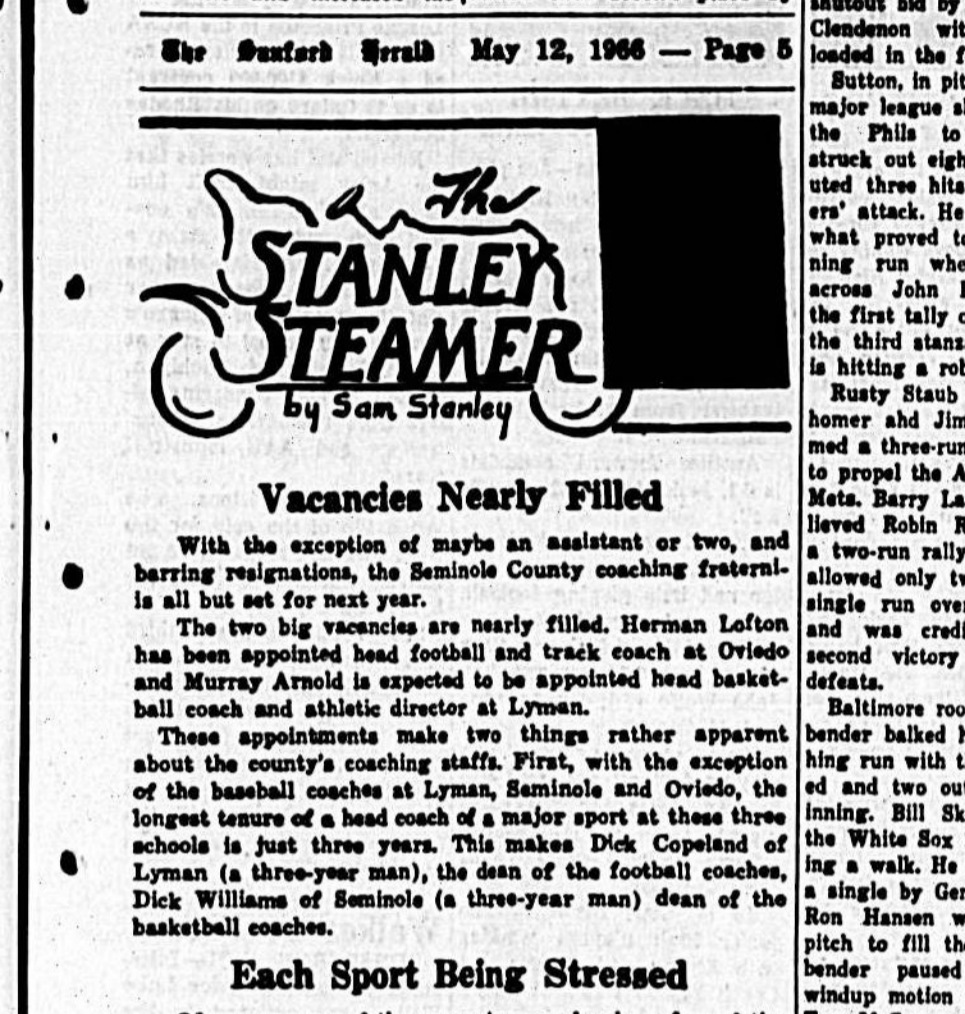 The Sanford Herald May 12, 1966 — Page 5
The
STANLEY
STEAMER
by Sam Stanley
Vacancies Nearly Filled
With the exception of maybe an assistant or two, and
barring resignations, the Seminole County coaching fraterni-
is all but set for next year.
The two big vacancies are nearly filled. Herman Lofton
has been appointed head football and track coach at Oviedo
and Murray Arnold is expected to be appointed head basket-
ball coach and athletic director at Lyman.
These appointments make two things rather apparent
about the county's coaching staffs. First, with the exception
of the baseball coaches at Lyman, Seminole and Oviedo, the
longest tenure of a head coach of a major sport at these three
schools is just three years. This makes Dick Copeland of
Lyman (a three-year man), the dean of the football coaches,
Dick Williams of Seminole (a three-year man) dean of the
basketball coaches.
Each Sport Being Stressed
shutout bid by
Clendenon wit
loaded in the f
Sutton, in pit
major league s
the Phils to
struck out eigh
uted three hits
ers' attack. He
what proved to
ning run whe
across John
the first tally
the third stanz
is hitting a rob
Rusty Staub
homer ahd Jim
med a three-run
to propel the A
Mets. Barry La
lieved Robin R
a two-run rally
allowed only tw
single run over
and was credi
second victory
defeats.
Baltimore roo
bender balked
hing run with t
ed and two out
inning. Bill Sk
the White Sox
ing a walk. He
a single by Ger
Ron Hansen w
pitch to fill the
bender paused
windup motion